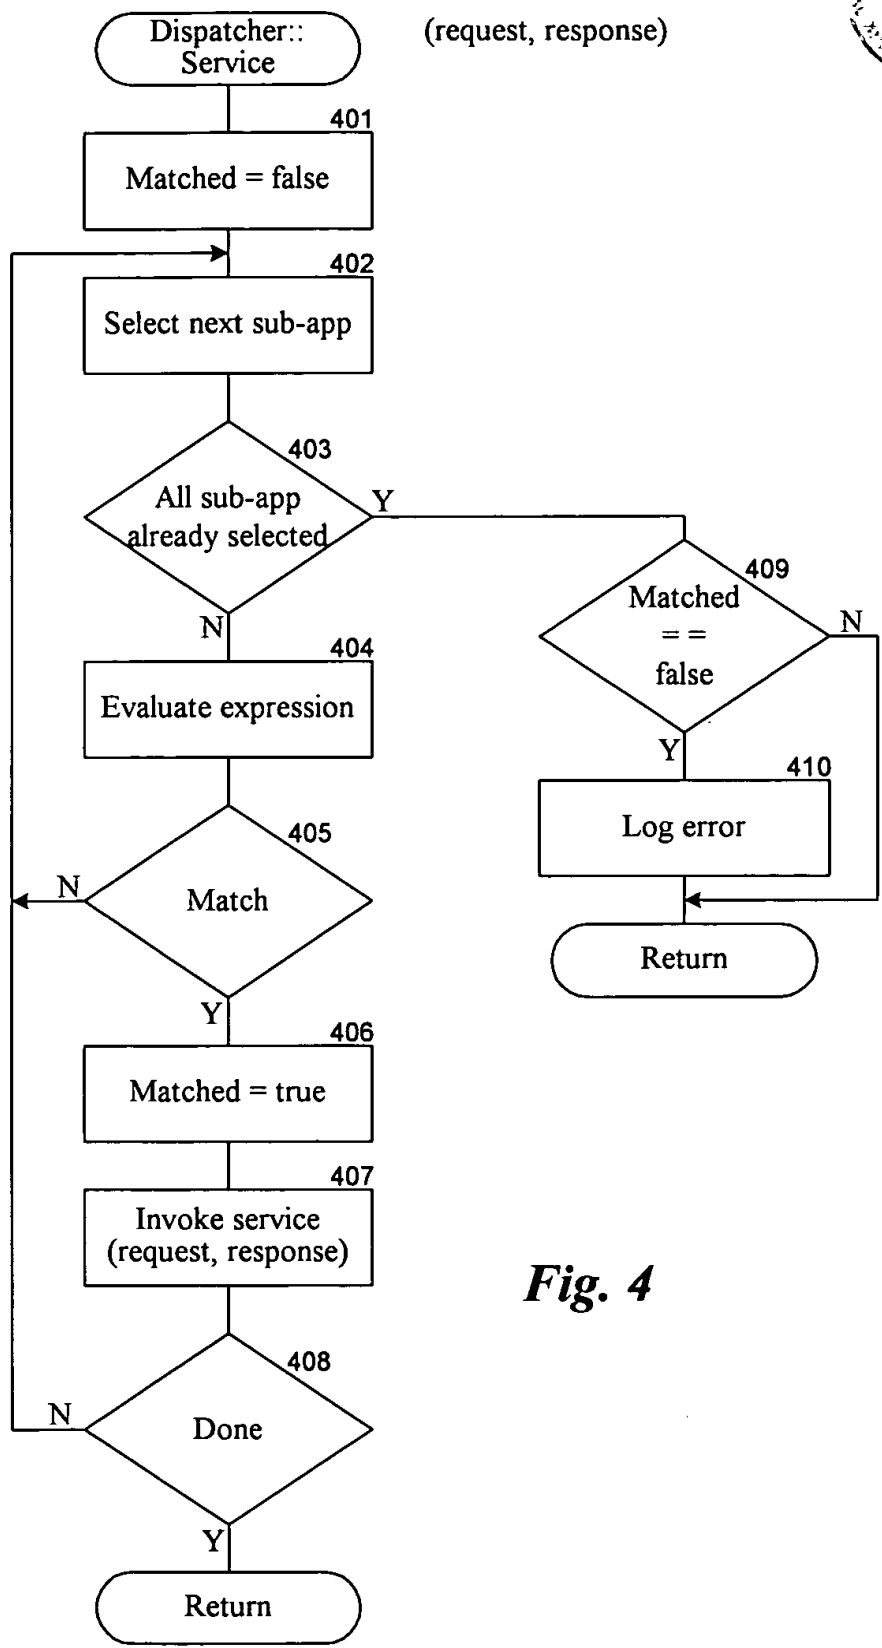 Dispatcher::
Service
(request, response)
401
Matched = false
402
Select next sub-app
403
All sub-app
already selected
Y
N
404
Evaluate expression
405
Match
N
Y
406
Matched = true
407
Invoke service
(request, response)
408
Done
N
Y
Return
409
Matched
= =
false
N
Y
410
Log error
Return
Fig. 4